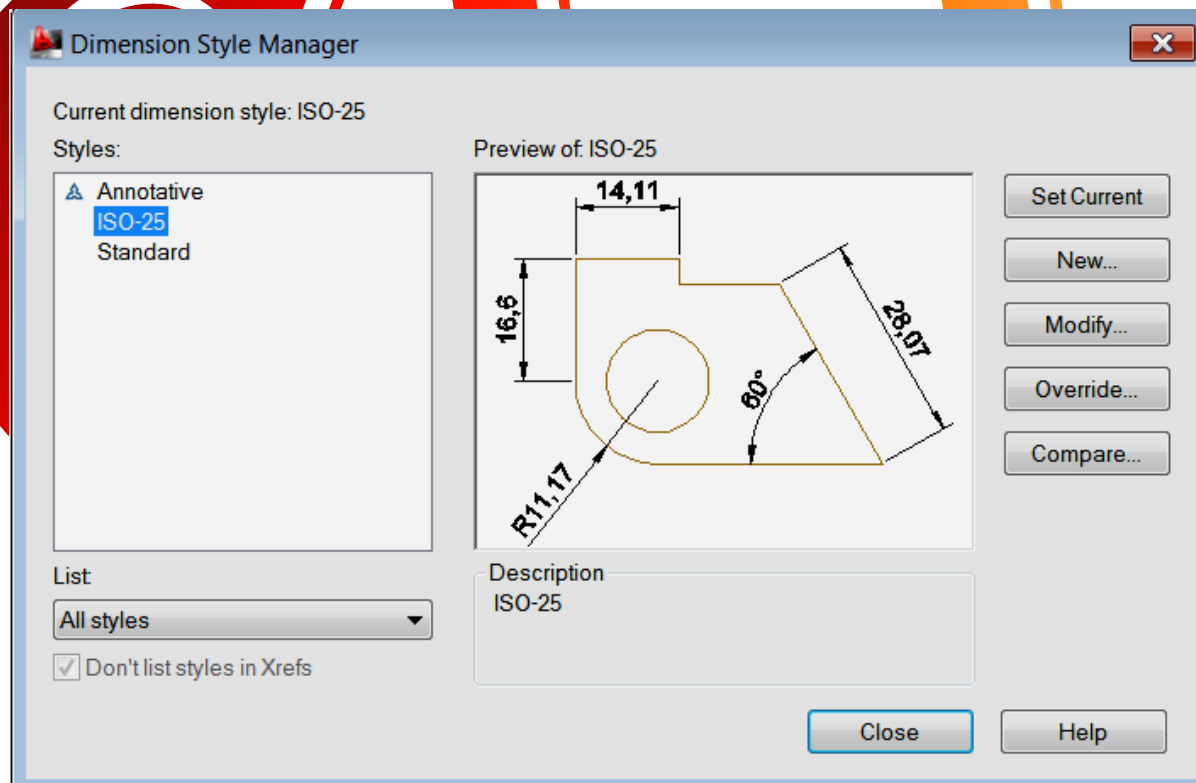 Dimension Style Manager
Current dimension style: ISO-25
Styles:
Annotative
ISO-25
Standard
Preview of: ISO-25
14,11
16,6
28,07
60°
R11,17
Set Current
New...
Modify...
Override...
Compare...
List:
All styles
Don't list styles in Xrefs
Description
ISO-25
Close
Help